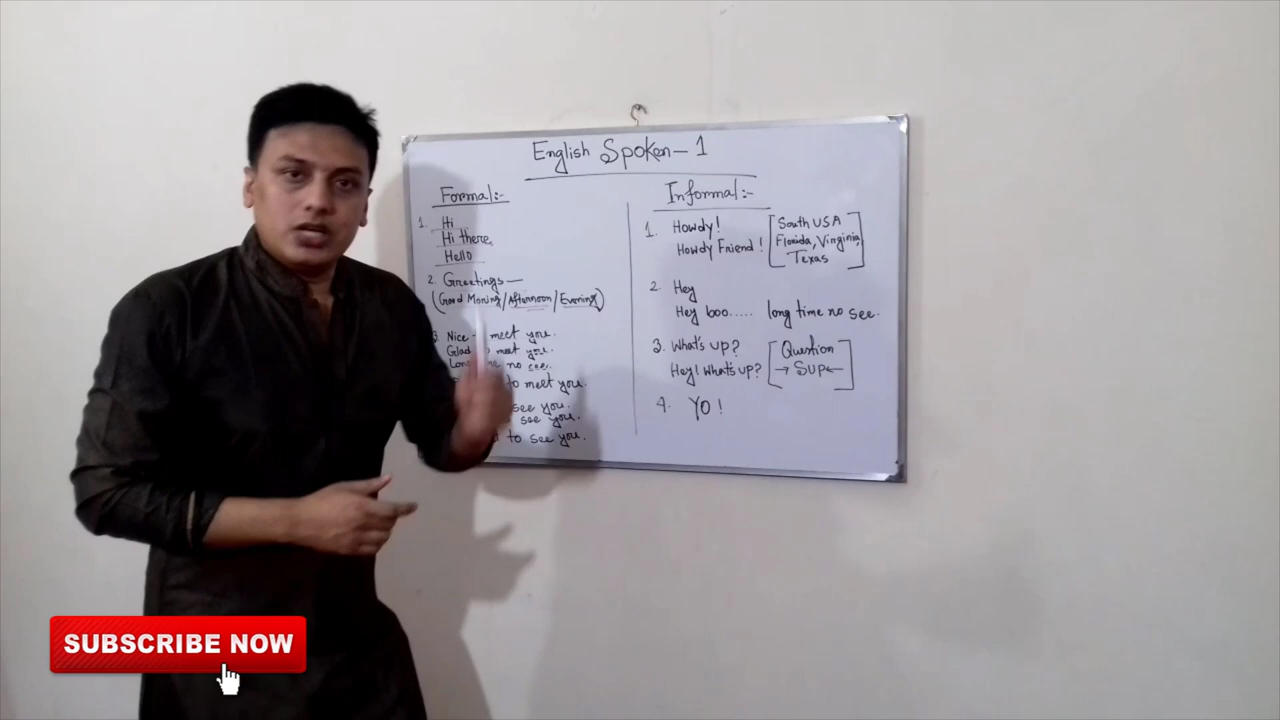 English Spoken-1
Formal:-
1. Hi
Hi there,
Hello
2. Greetings—
(Good Morning/Afternoon/Evening)
3. Nice meet you.
Glad to meet you.
no see.
to meet you.
see you.
see you.
to see you.
Informal:-
1. Howdy!
Howdy Friend!
[South USA
Florida, Virginia,
Texas]
2. Hey
Hey boo..... long time no see.
3. What's up?
Hey! What's up?
[Question
→ Sup←]
4. YO!
SUBSCRIBE NOW